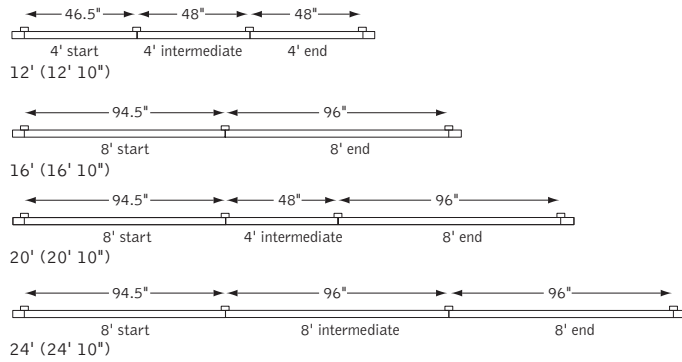 46.5" 48" 48"
4' start 4' intermediate 4' end
12' (12' 10")
94.5" 96"
8' start 8' end
16' (16' 10")
94.5" 48" 96"
8' start 4' intermediate 8' end
20' (20' 10")
94.5" 96" 96"
8' start 8' intermediate 8' end
24' (24' 10")